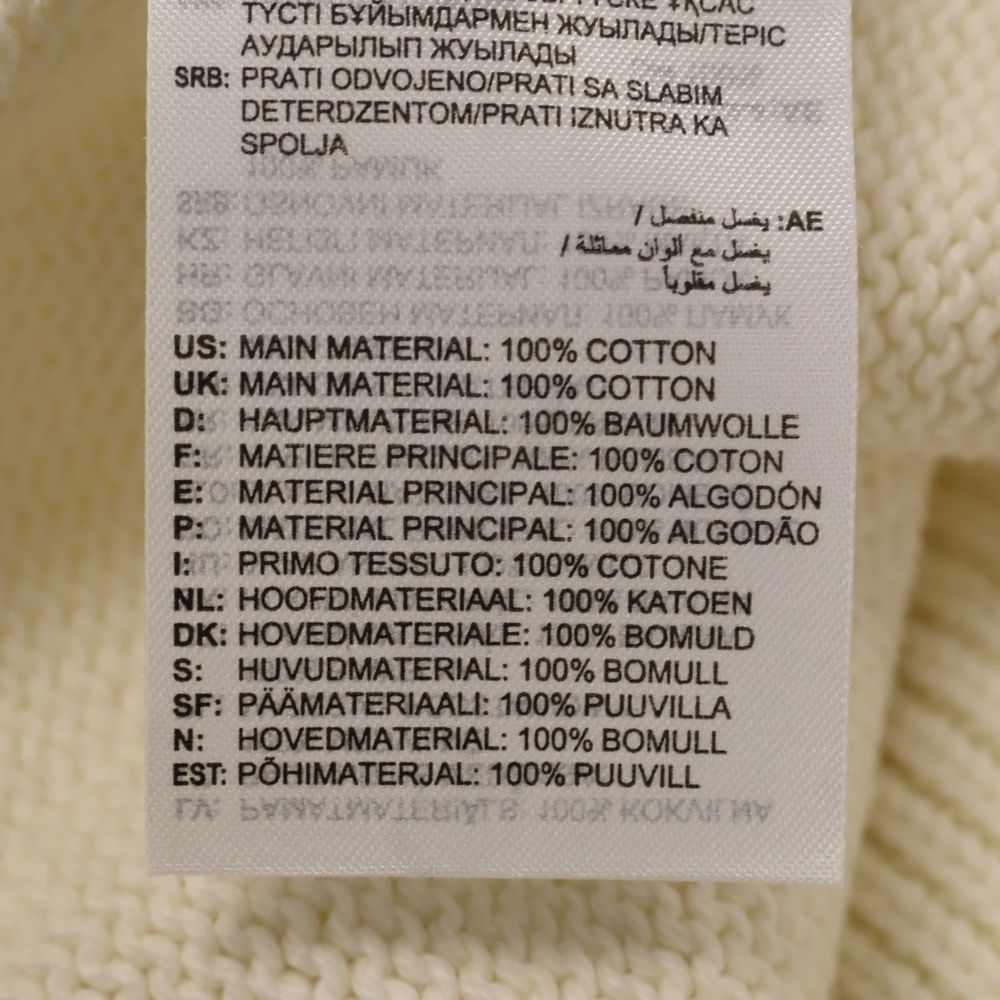 ТҮСТІ БҰЙЫМДАРМЕН ЖУЫЛАДЫ/ТЕРІС
АУДАРЫЛЫП ЖУЫЛАДЫ
SRB: PRATI ODVOJENO/PRATI SA SLABIM
DETERDZENTOM/PRATI IZNUTRA KA
SPOLJA
AE: يغسل منفصل /
يغسل مع ألوان مماثلة /
يغسل مقلوباً
US: MAIN MATERIAL: 100% COTTON
UK: MAIN MATERIAL: 100% COTTON
D: HAUPTMATERIAL: 100% BAUMWOLLE
F: MATIERE PRINCIPALE: 100% COTON
E: MATERIAL PRINCIPAL: 100% ALGODÓN
P: MATERIAL PRINCIPAL: 100% ALGODÃO
I: PRIMO TESSUTO: 100% COTONE
NL: HOOFDMATERIAAL: 100% KATOEN
DK: HOVEDMATERIALE: 100% BOMULD
S: HUVUDMATERIAL: 100% BOMULL
SF: PÄÄMATERIAALI: 100% PUUVILLA
N: HOVEDMATERIAL: 100% BOMULL
EST: PÕHIMATERJAL: 100% PUUVILL